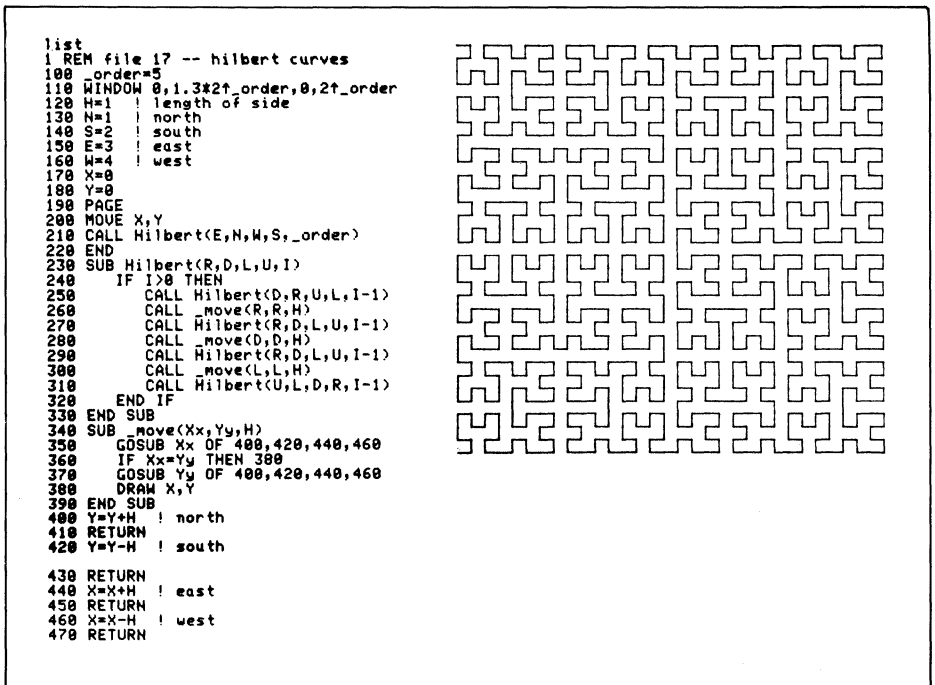 list
1 REM file 17 -- hilbert curves
100 _order=5
110 WINDOW 0,1.3*2↑_order,0,2↑_order
120 H=1 ! length of side
130 N=1 ! north
140 S=2 ! south
150 E=3 ! east
160 W=4 ! west
170 X=0
180 Y=0
190 PAGE
200 MOVE X,Y
210 CALL Hilbert(E,N,W,S,_order)
220 END
230 SUB Hilbert(R,D,L,U,I)
240 IF I>0 THEN
250 CALL Hilbert(D,R,U,L,I-1)
260 CALL _move(R,R,H)
270 CALL Hilbert(R,D,L,U,I-1)
280 CALL _move(D,D,H)
290 CALL Hilbert(R,D,L,U,I-1)
300 CALL _move(L,L,H)
310 CALL Hilbert(U,L,D,R,I-1)
320 END IF
330 END SUB
340 SUB _move(Xx,Yy,H)
350 GOSUB Xx OF 400,420,440,460
360 IF Xx=Yy THEN 380
370 GOSUB Yy OF 400,420,440,460
380 DRAW X,Y
390 END SUB
400 Y=Y+H ! north
410 RETURN
420 Y=Y-H ! south
430 RETURN
440 X=X+H ! east
450 RETURN
460 X=X-H ! west
470 RETURN